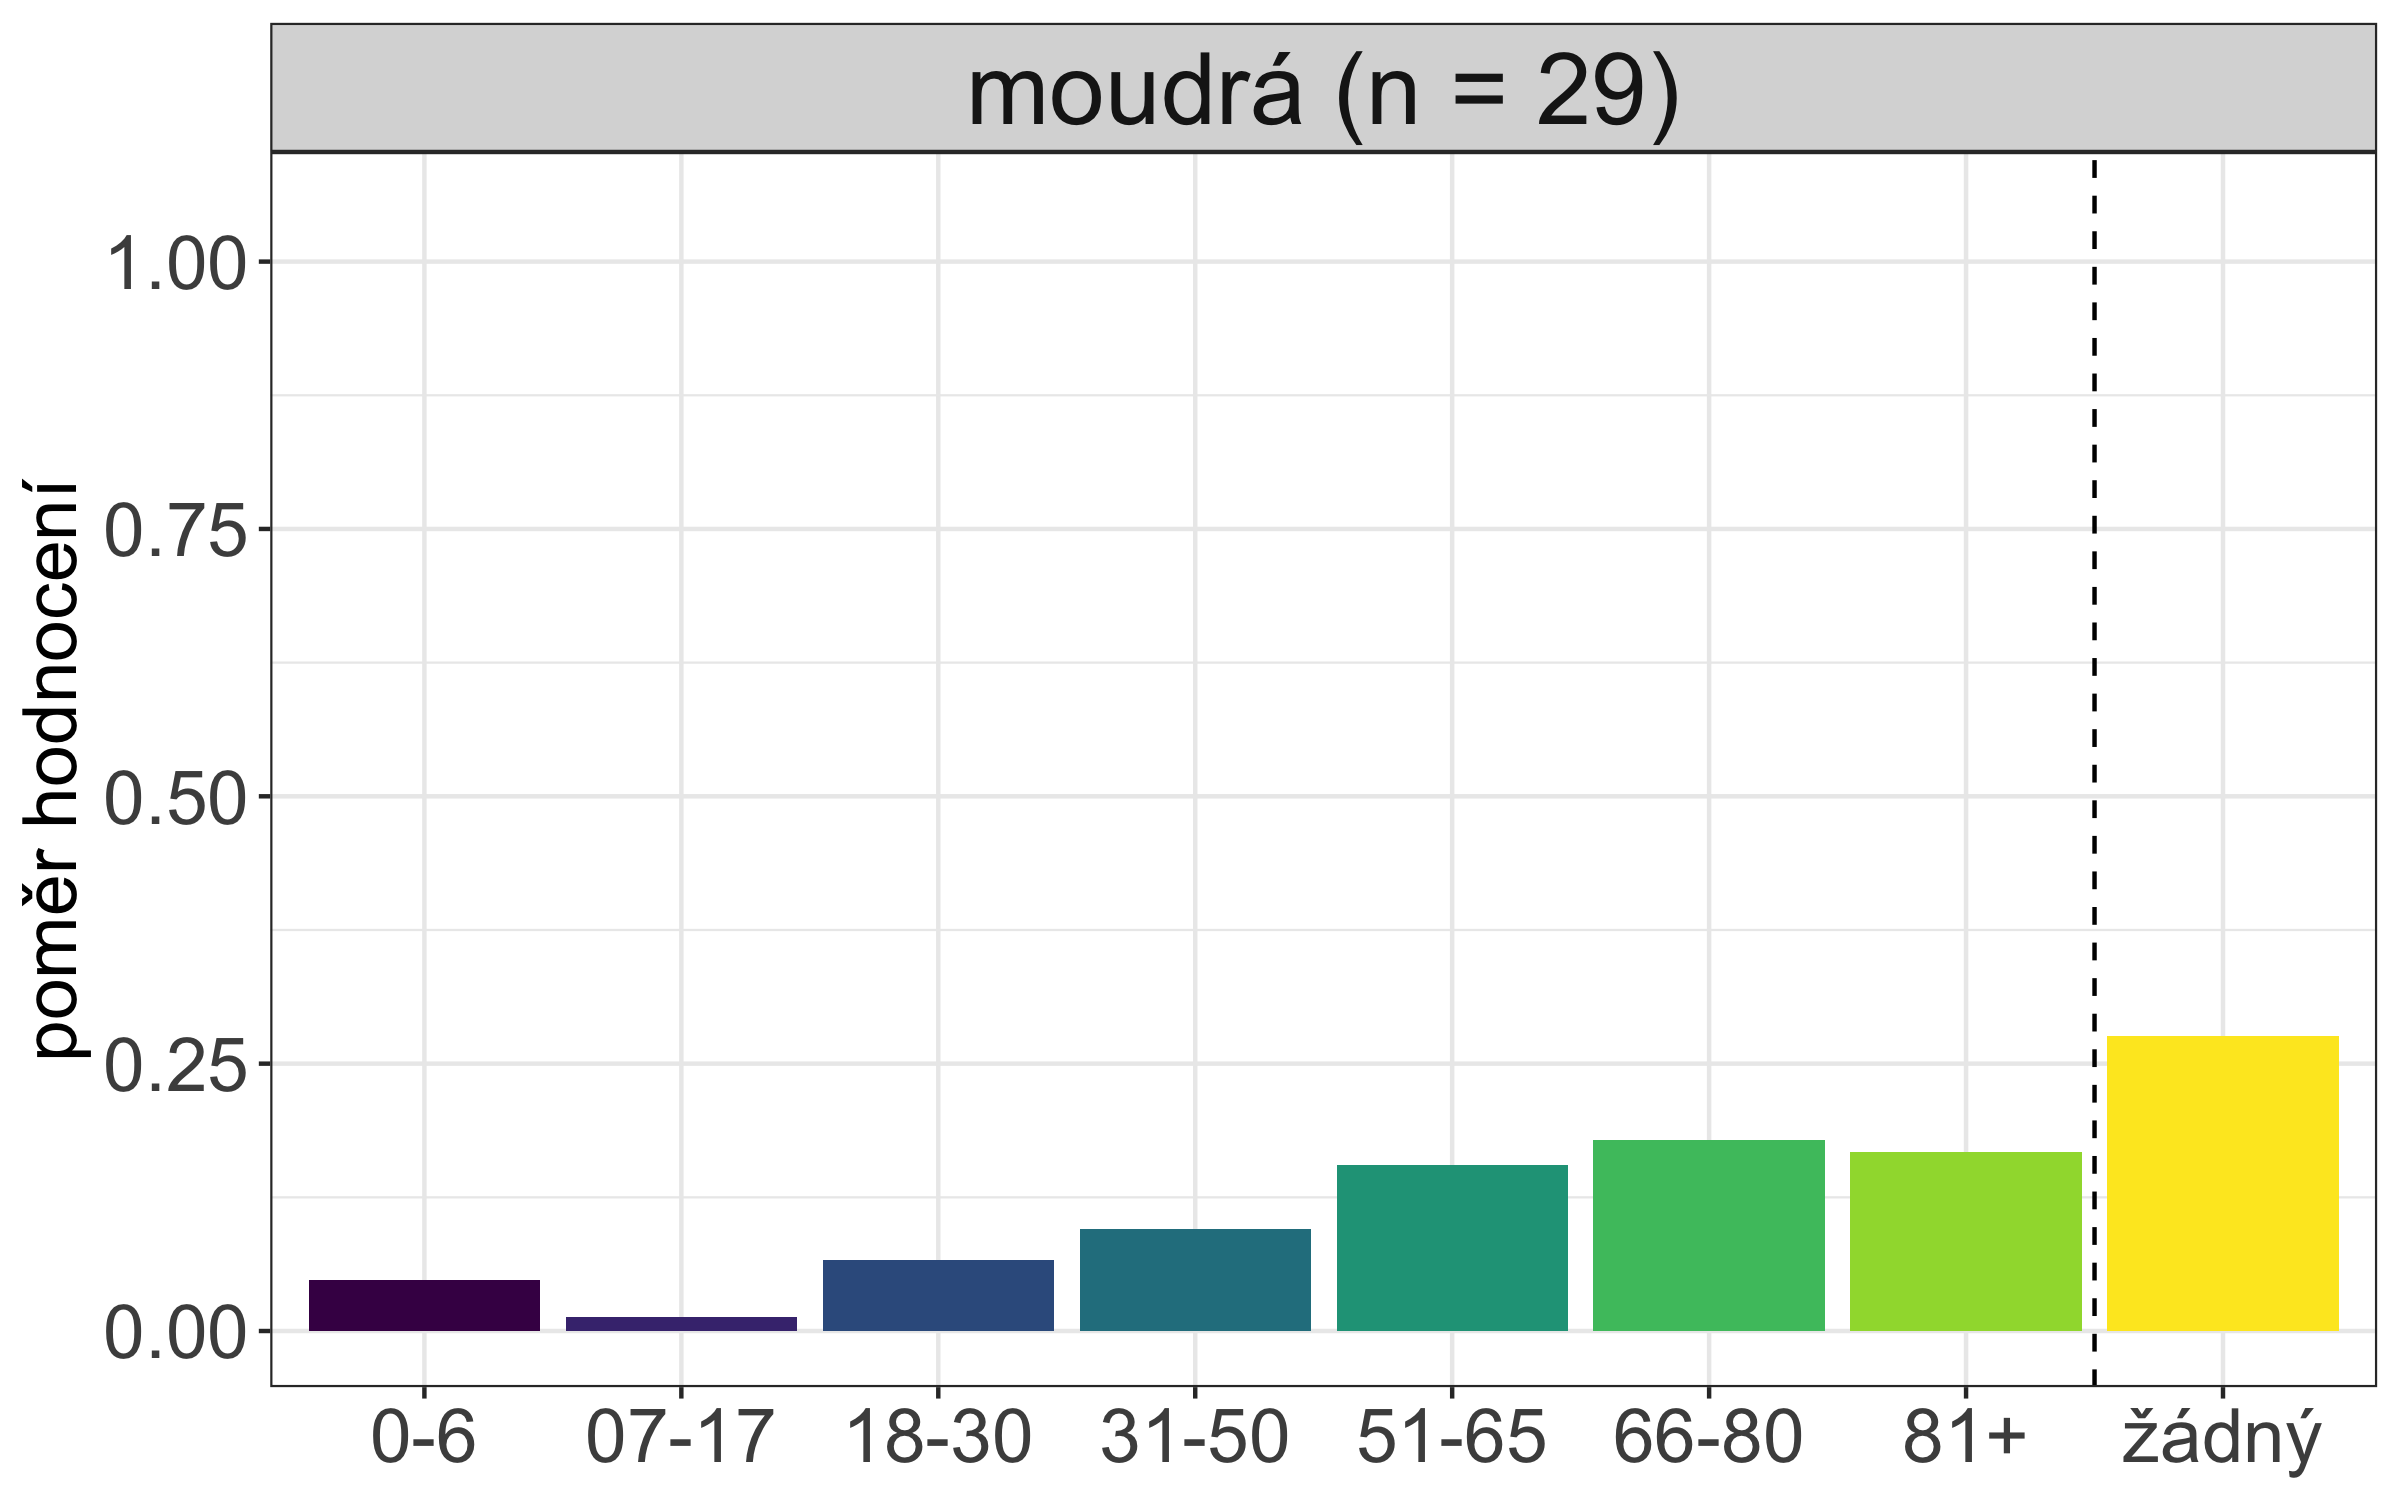 moudrá (n = 29)
poměr hodnocení
1.00
0.75
0.50
0.25
0.00
0-6 07-17 18-30 31-50 51-65 66-80 81+ žádný